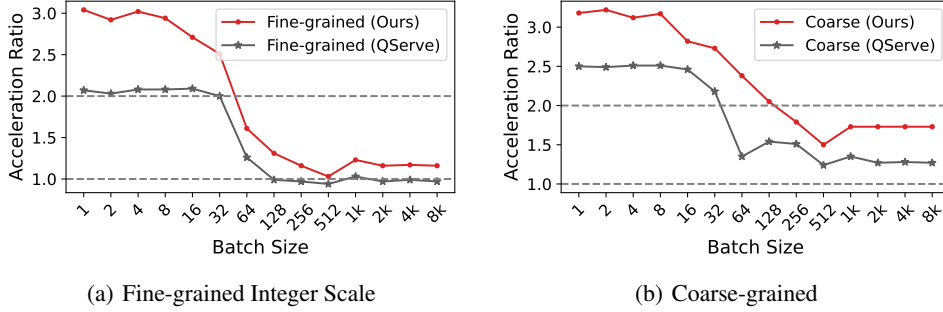 Acceleration Ratio
3.0
2.5
2.0
1.5
1.0
Fine-grained (Ours)
Fine-grained (QServe)
1 2 4 8 16 32 64 128 256 512 1k 2k 4k 8k
Batch Size
(a) Fine-grained Integer Scale
Acceleration Ratio
3.0
2.5
2.0
1.5
1.0
Coarse (Ours)
Coarse (QServe)
1 2 4 8 16 32 64 128 256 512 1k 2k 4k 8k
Batch Size
(b) Coarse-grained